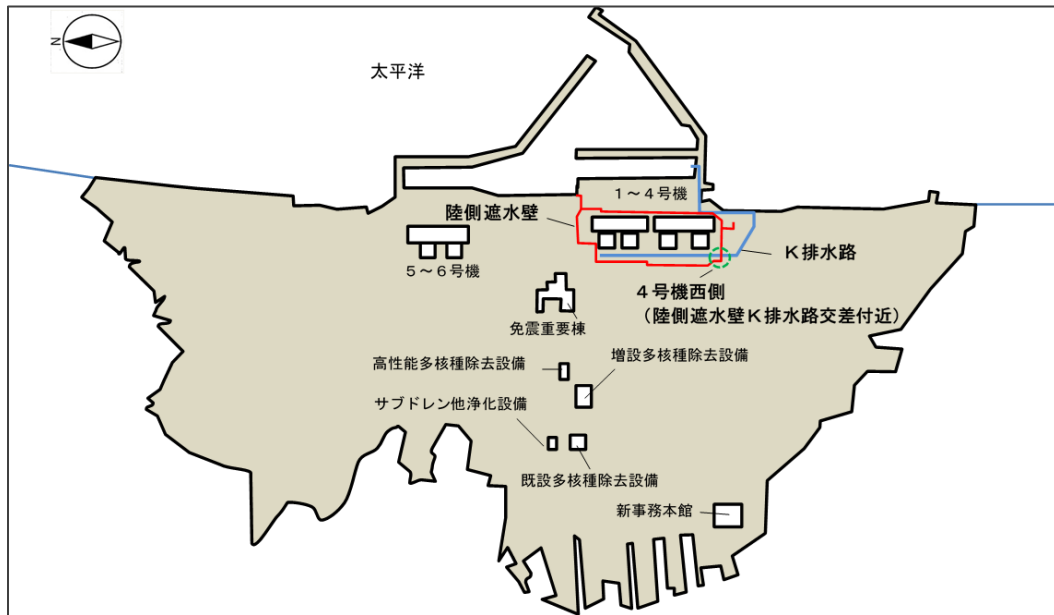 N
太平洋
１～４号機
陸側遮水壁
５～６号機
Ｋ排水路
４号機西側
（陸側遮水壁Ｋ排水路交差付近）
免震重要棟
高性能多核種除去設備
増設多核種除去設備
サブドレン他浄化設備
既設多核種除去設備
新事務本館